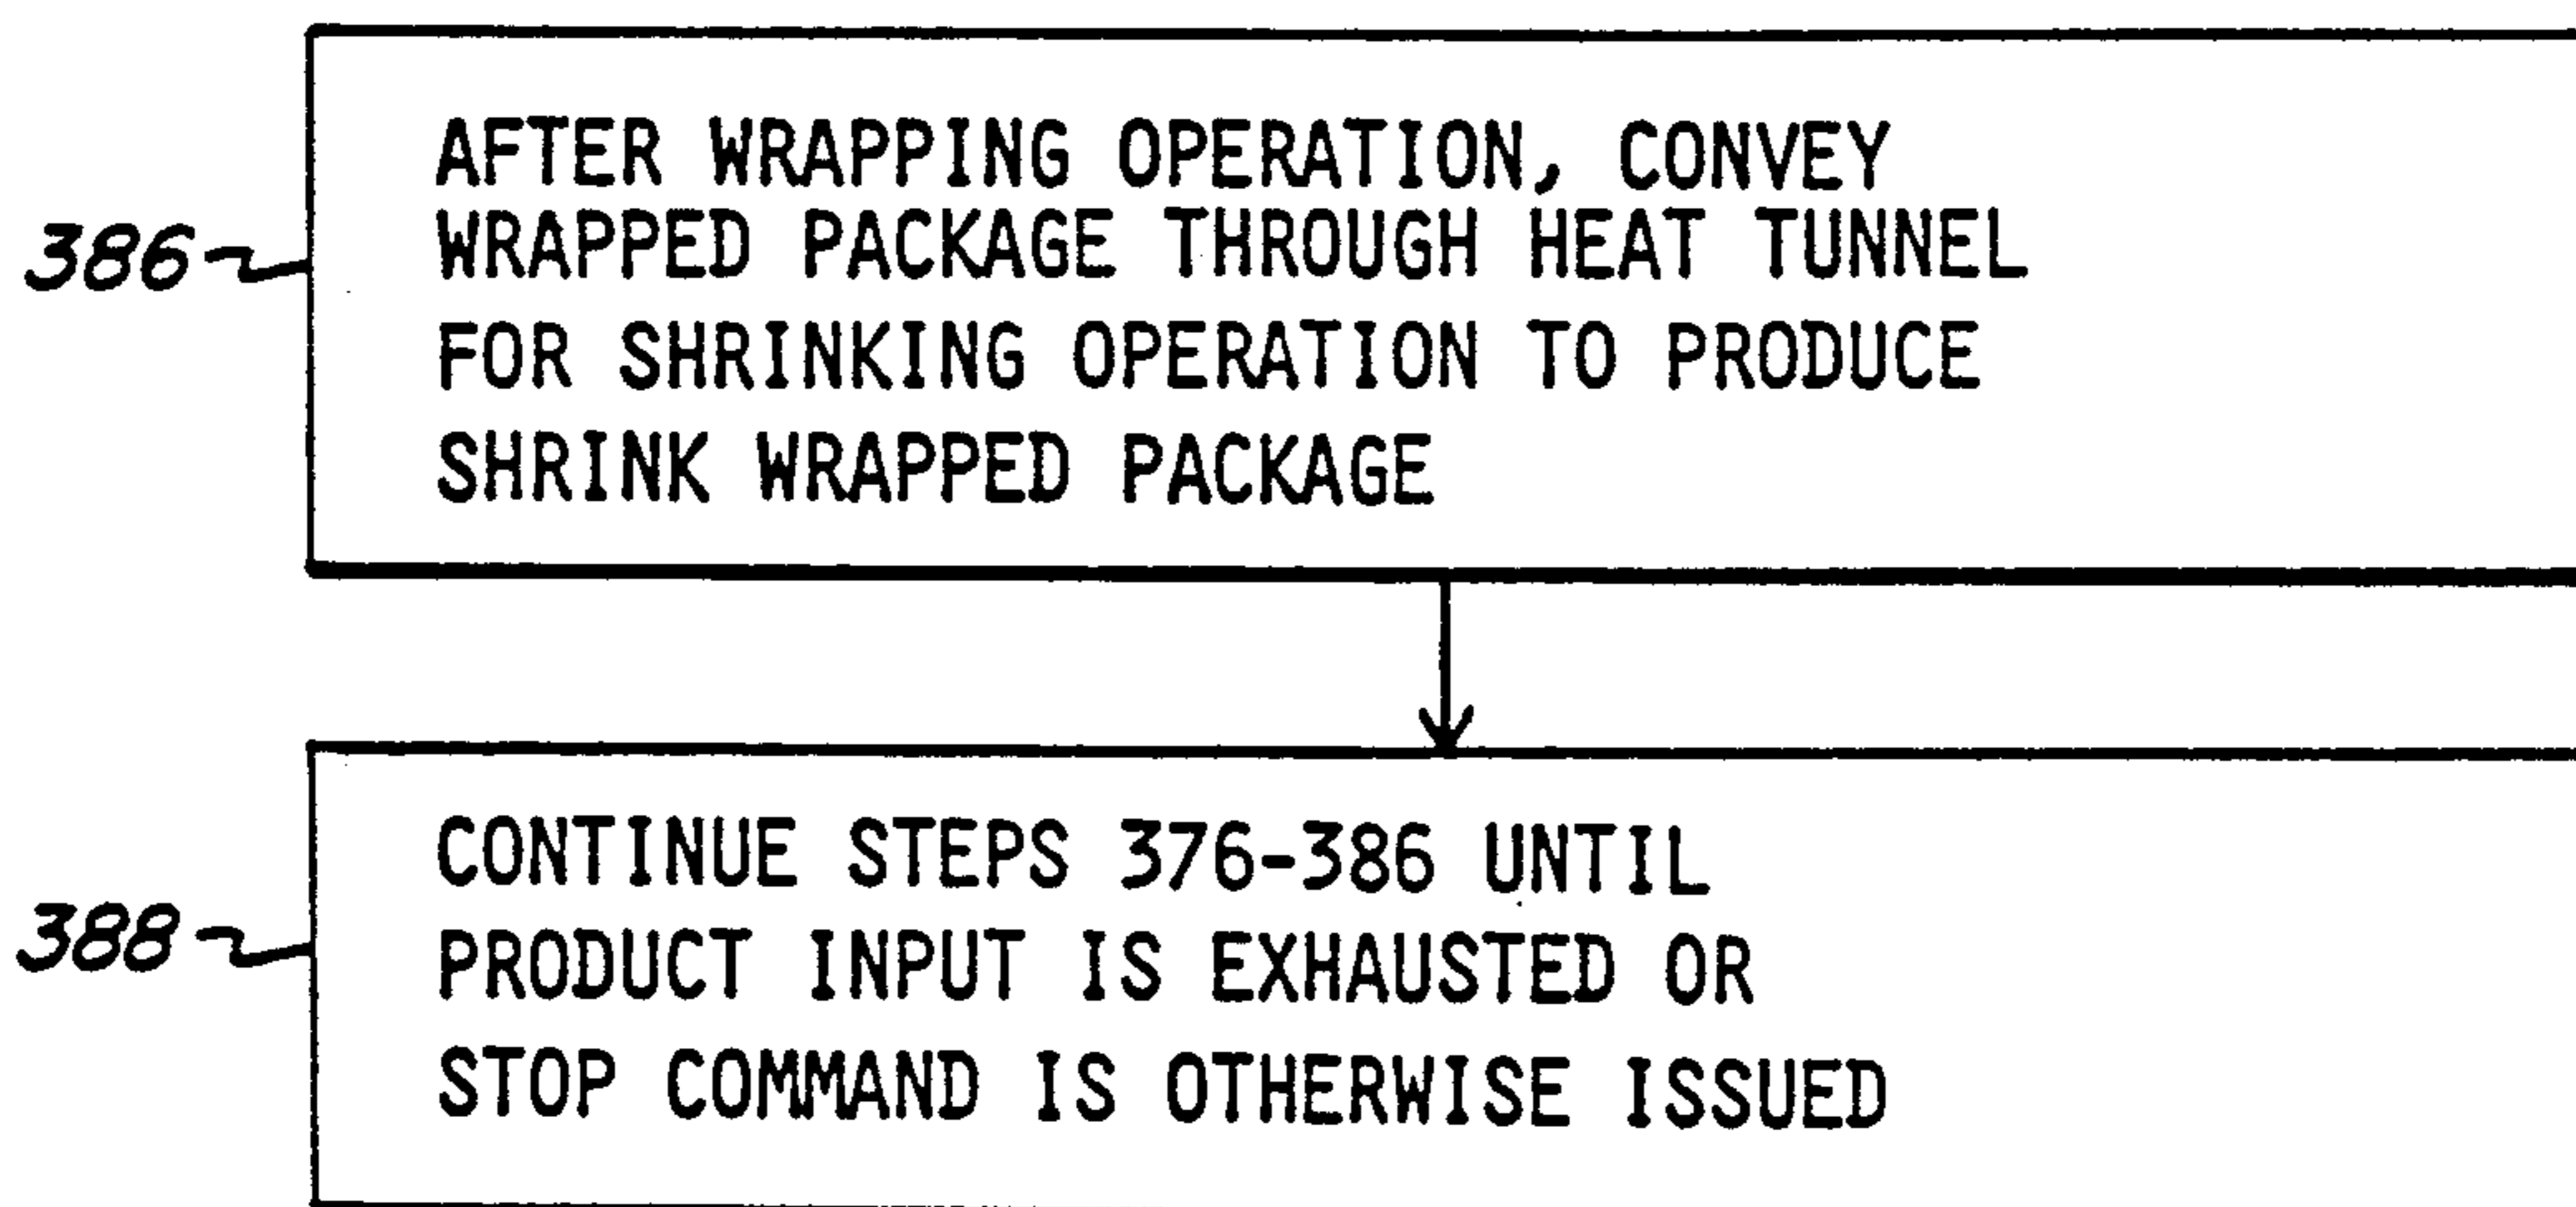 386
AFTER WRAPPING OPERATION, CONVEY
WRAPPED PACKAGE THROUGH HEAT TUNNEL
FOR SHRINKING OPERATION TO PRODUCE
SHRINK WRAPPED PACKAGE
388
CONTINUE STEPS 376-386 UNTIL
PRODUCT INPUT IS EXHAUSTED OR
STOP COMMAND IS OTHERWISE ISSUED